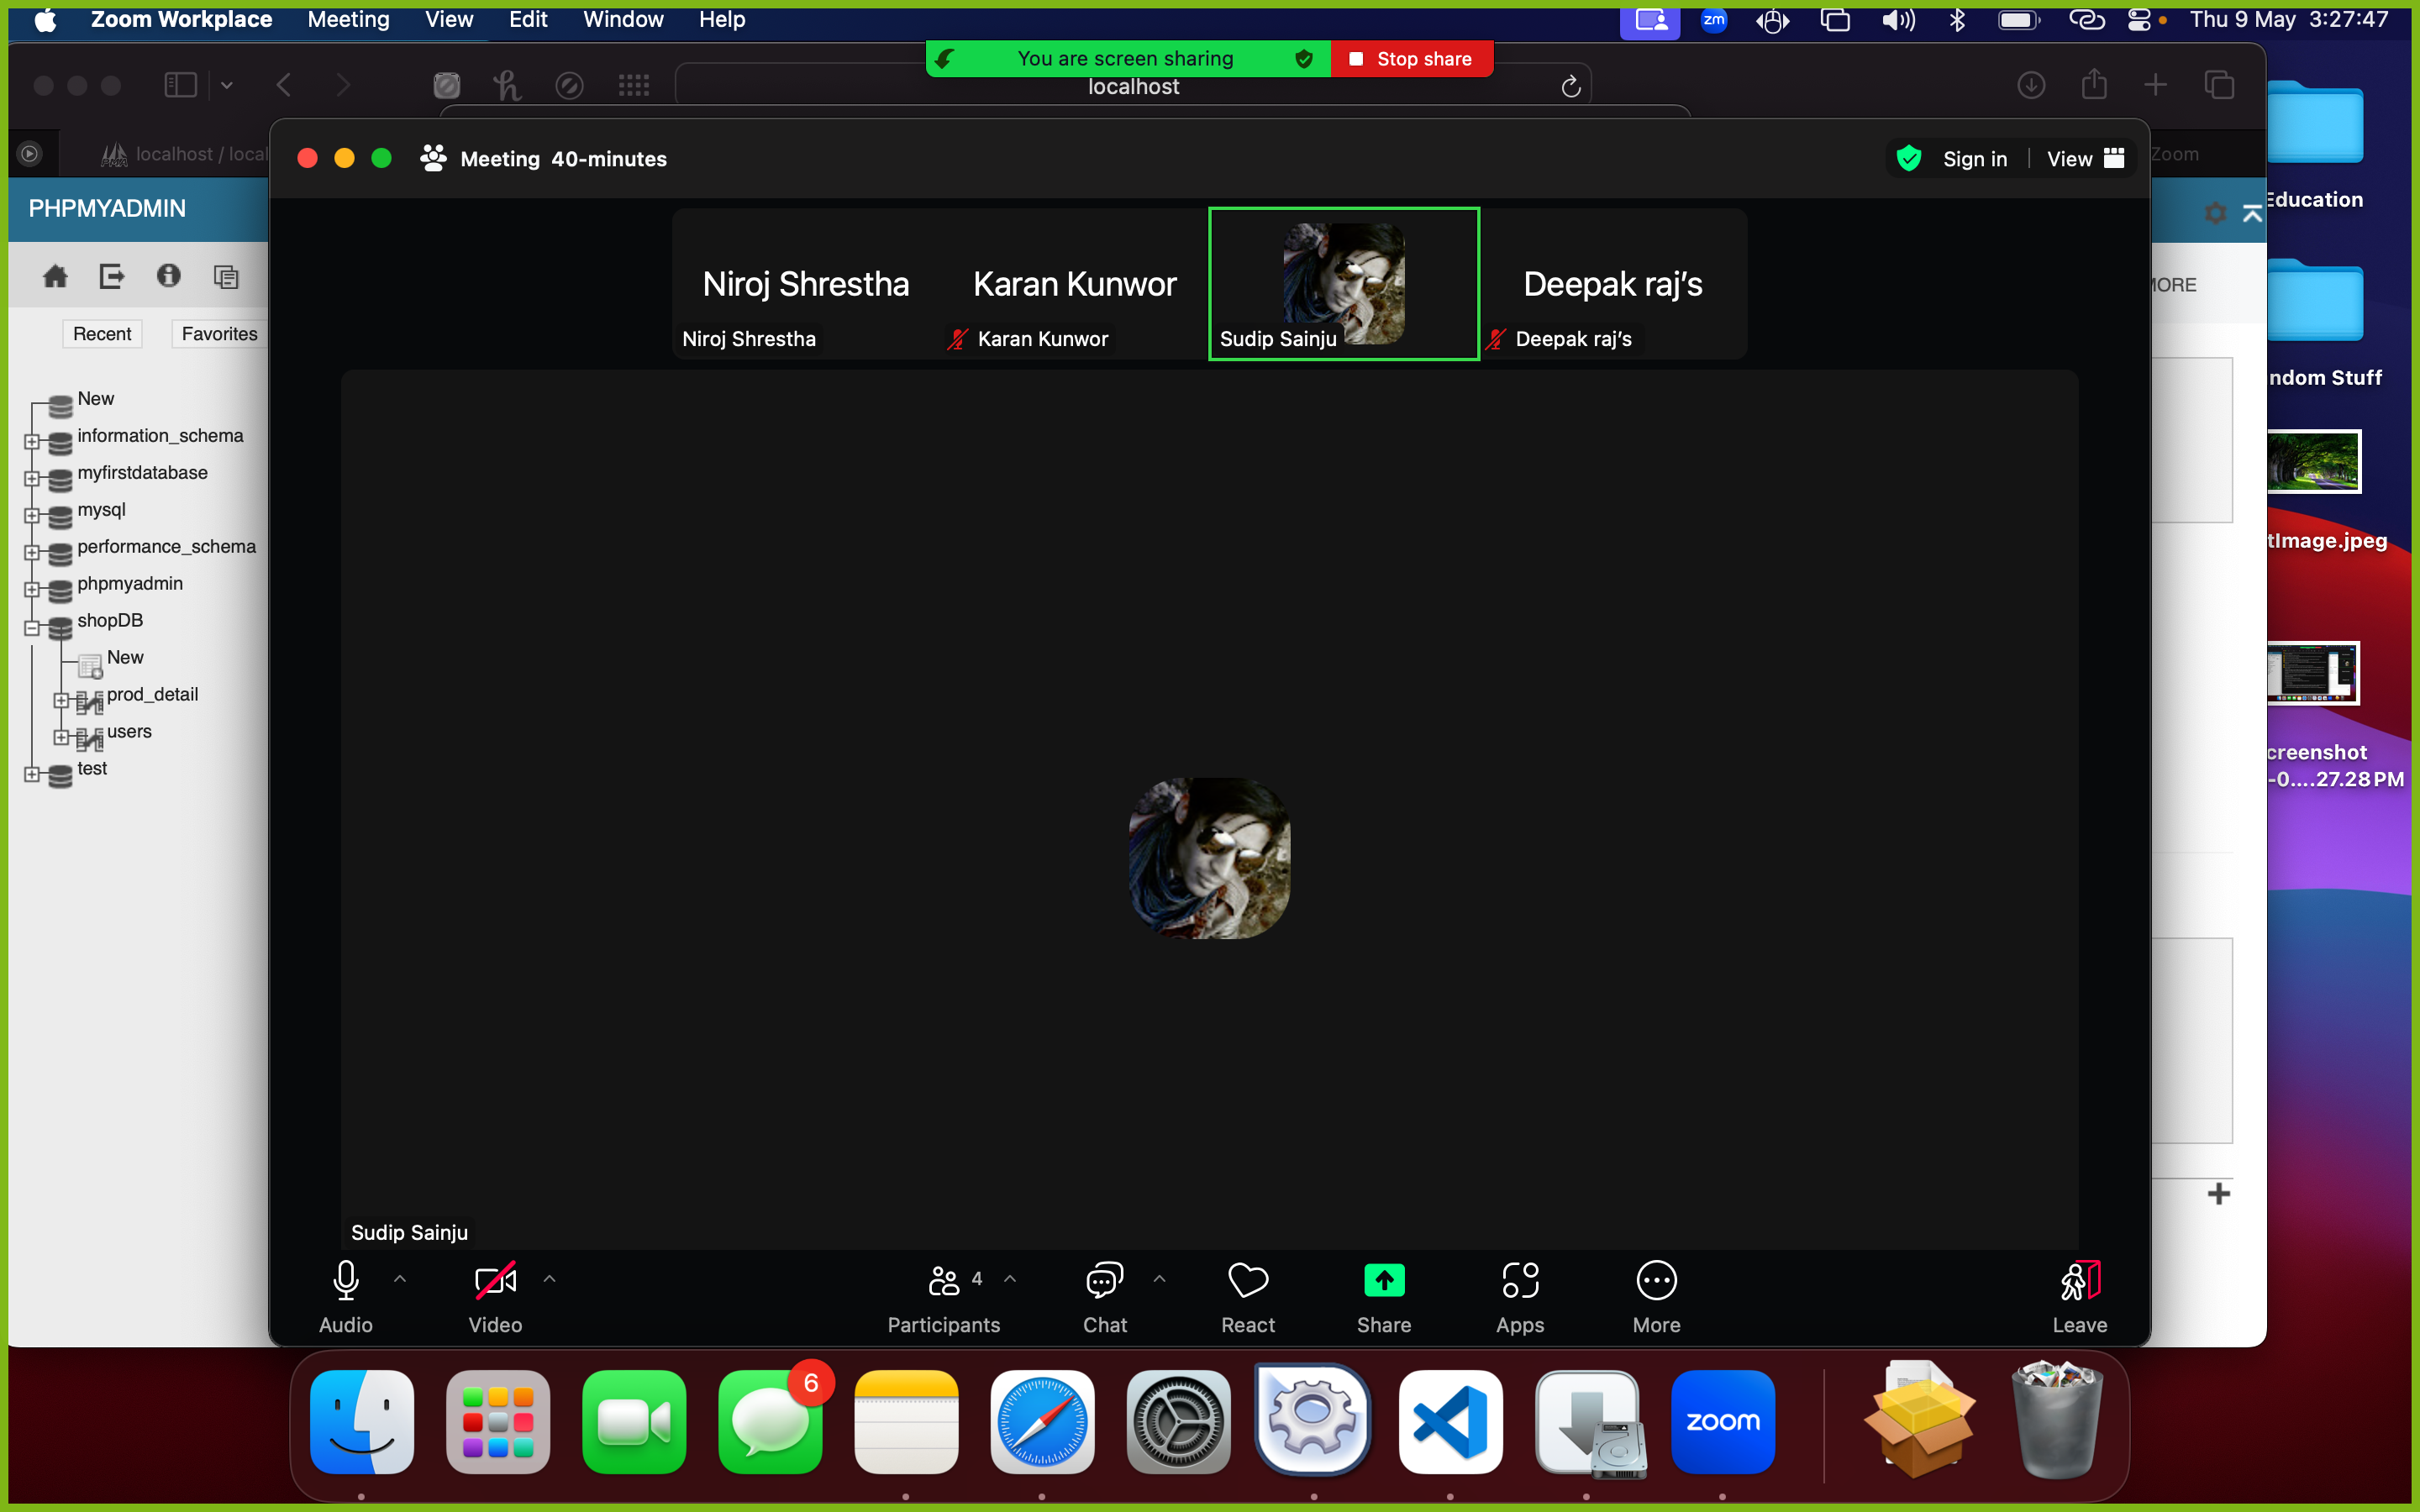 Zoom Workplace Meeting View Edit Window Help
zm
Thu 9 May 3:27:47
You are screen sharing
Stop share
localhost
localhost / local
Zoom
Meeting 40-minutes
Sign in
View
PHPMYADMIN
Recent
Favorites
New
information_schema
myfirstdatabase
mysql
performance_schema
phpmyadmin
shopDB
New
prod_detail
users
test
Niroj Shrestha
Karan Kunwor
Deepak raj's
Niroj Shrestha
Karan Kunwor
Sudip Sainju
Deepak raj's
MORE
Education
ndom Stuff
tImage.jpeg
creenshot
-0....27.28 PM
Sudip Sainju
Audio
Video
4
Participants
Chat
React
Share
Apps
More
Leave
6
zoom